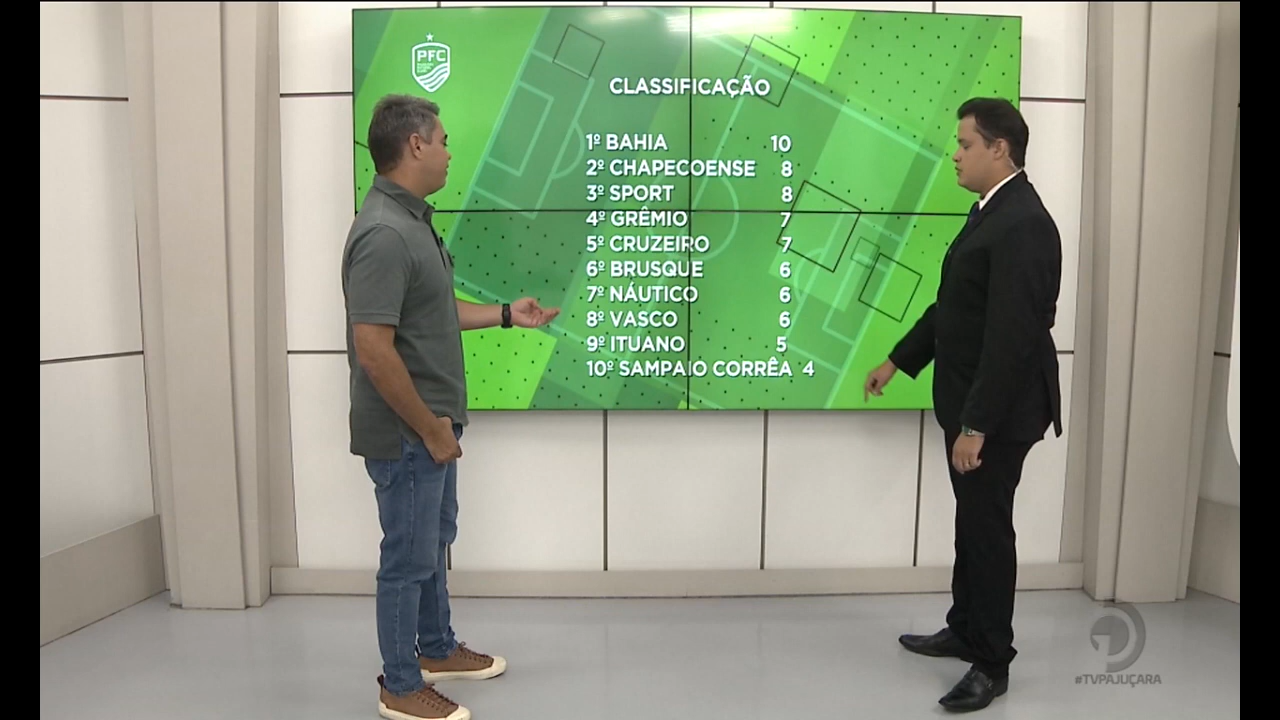 PFC
CLASSIFICAÇÃO
1º BAHIA 10
2º CHAPECOENSE 8
3º SPORT 8
4º GRÊMIO 7
5º CRUZEIRO 7
6º BRUSQUE 6
7º NÁUTICO 6
8º VASCO 6
9º ITUANO 5
10º SAMPAIO CORRÊA 4
#TVPAJUÇARA